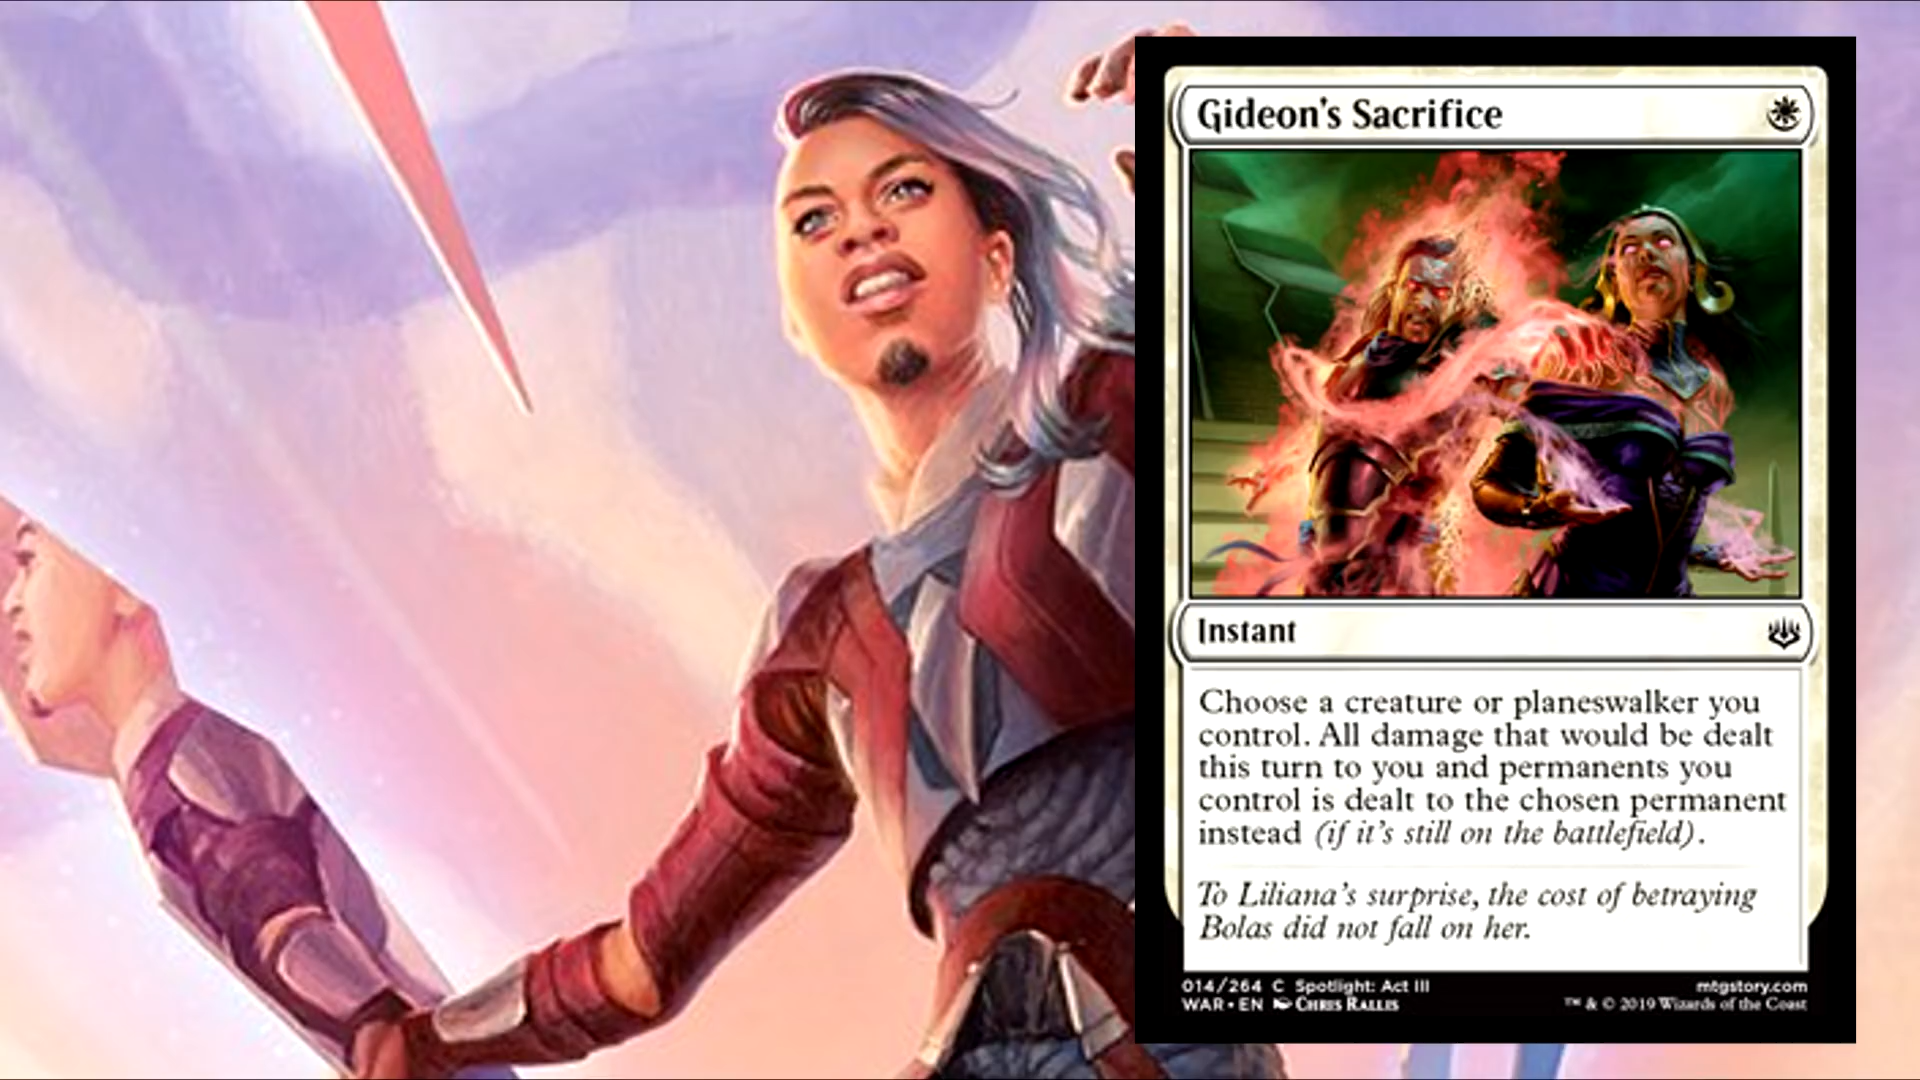 Gideon's Sacrifice
Instant
Choose a creature or planeswalker you
control. All damage that would be dealt
this turn to you and permanents you
control is dealt to the chosen permanent
instead (if it's still on the battlefield).
To Liliana's surprise, the cost of betraying
Bolas did not fall on her.
014/264 C Spotlight: Act III
mtgstory.com
WAR • EN Chris Rallis
™ & © 2019 Wizards of the Coast